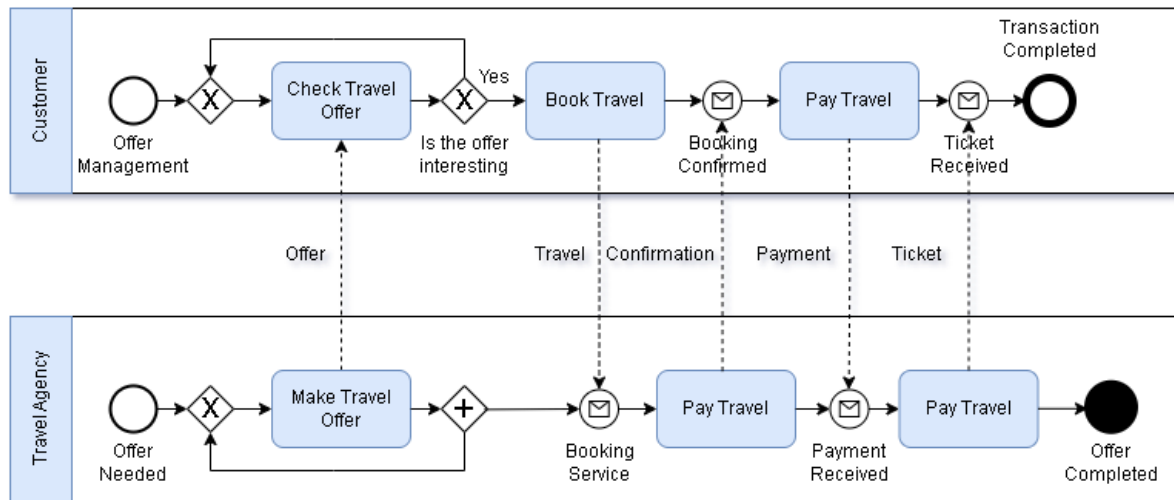 Customer
Offer
Management
X
Check Travel
Offer
X
Yes
Is the offer
interesting
Book Travel
Booking
Confirmed
Pay Travel
Ticket
Received
Transaction
Completed
Offer
Travel
Confirmation
Payment
Ticket
Travel Agency
Offer
Needed
X
Make Travel
Offer
+
Booking
Service
Pay Travel
Payment
Received
Pay Travel
Offer
Completed